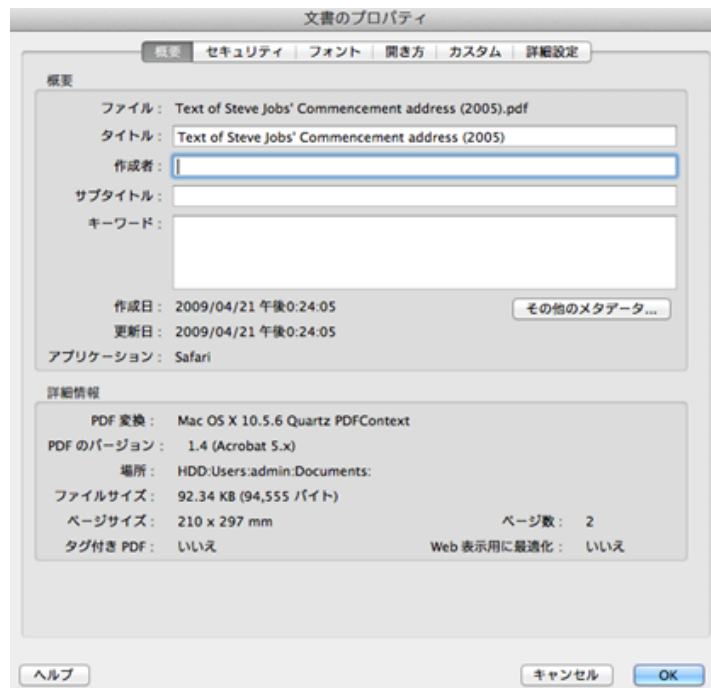 文書のプロパティ
概要 セキュリティ フォント 開き方 カスタム 詳細設定
概要
ファイル： Text of Steve Jobs' Commencement address (2005).pdf
タイトル： Text of Steve Jobs' Commencement address (2005)
作成者：
サブタイトル：
キーワード：
作成日： 2009/04/21 午後0:24:05 その他のメタデータ...
更新日： 2009/04/21 午後0:24:05
アプリケーション： Safari
詳細情報
PDF 変換： Mac OS X 10.5.6 Quartz PDFContext
PDF のバージョン： 1.4 (Acrobat 5.x)
場所： HDD:Users:admin:Documents:
ファイルサイズ： 92.34 KB (94,555 バイト)
ページサイズ： 210 x 297 mm ページ数： 2
タグ付き PDF： いいえ Web 表示用に最適化： いいえ
ヘルプ キャンセル OK